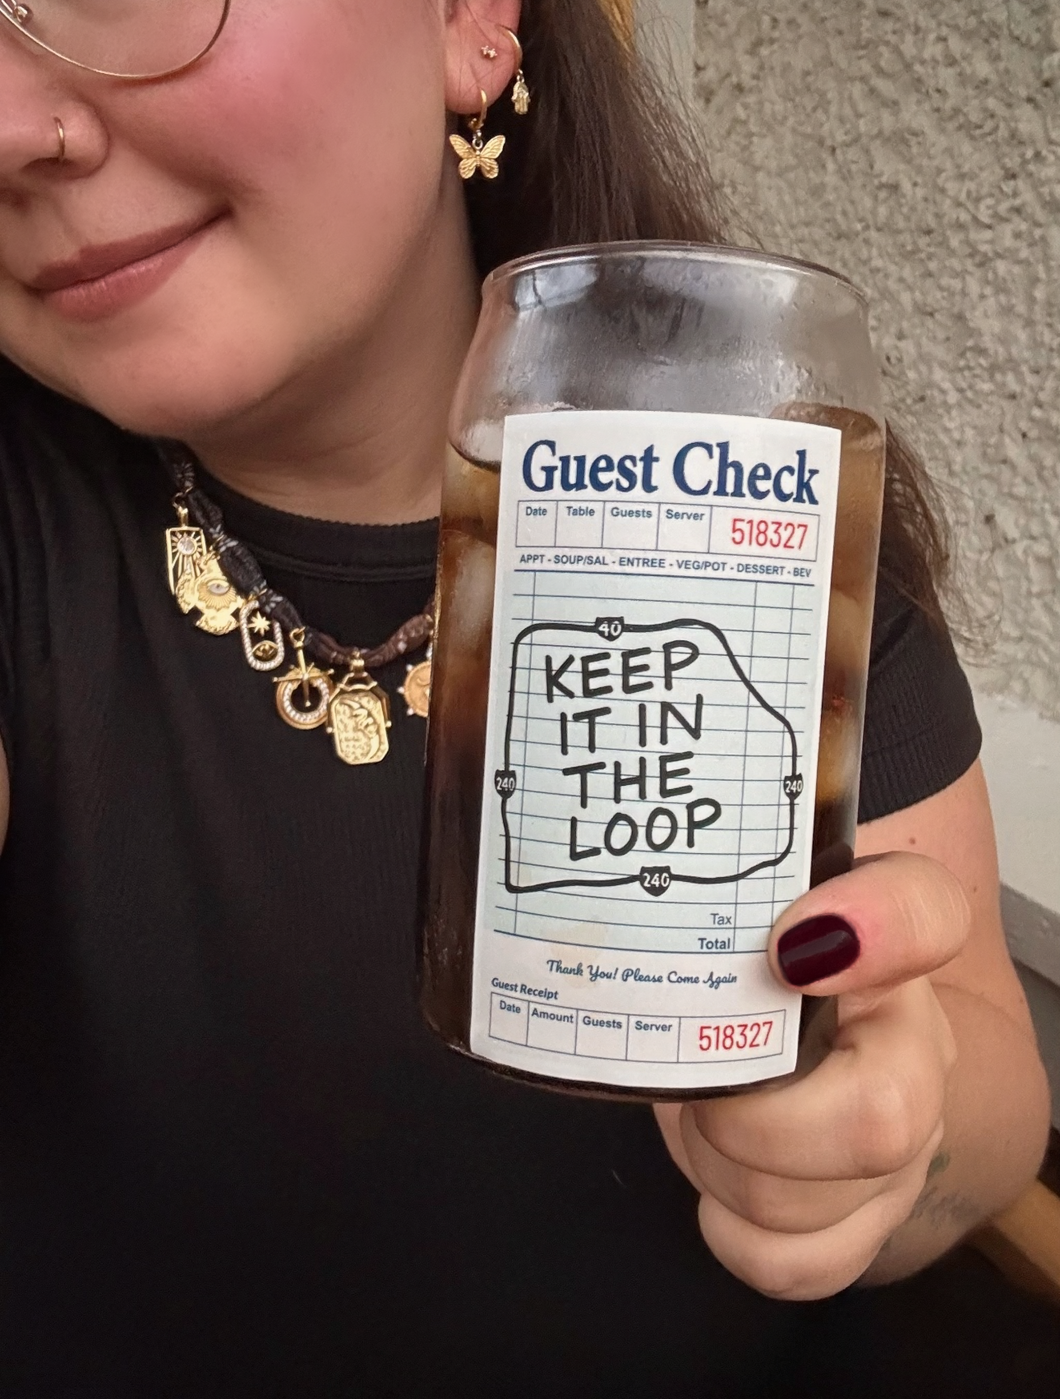 Guest Check
Date Table Guests Server 518327
APPT - SOUP/SAL - ENTREE - VEG/POT - DESSERT - BEV
40
KEEP
IT IN
THE
240 240
LOOP
240
Tax
Total
Thank You! Please Come Again
Guest Receipt
Date Amount Guests Server 518327